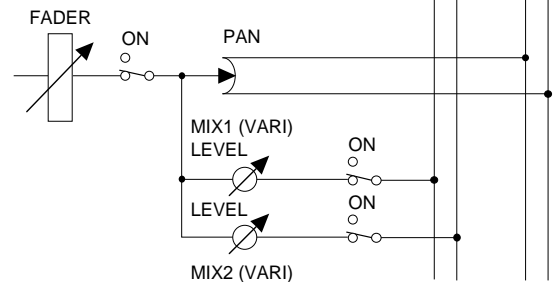 FADER
ON
PAN
MIX1 (VARI)
LEVEL
ON
LEVEL
ON
MIX2 (VARI)